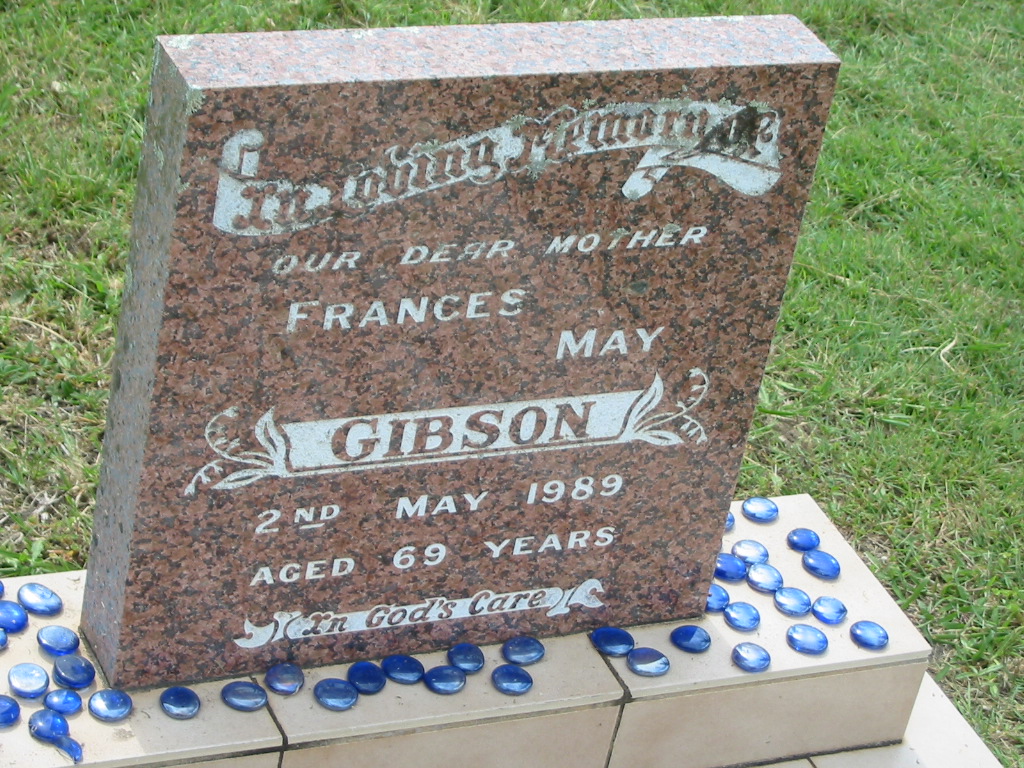 In Loving Memory of
OUR DEAR MOTHER
FRANCES
MAY
GIBSON
2ND MAY 1989
AGED 69 YEARS
In God's Care